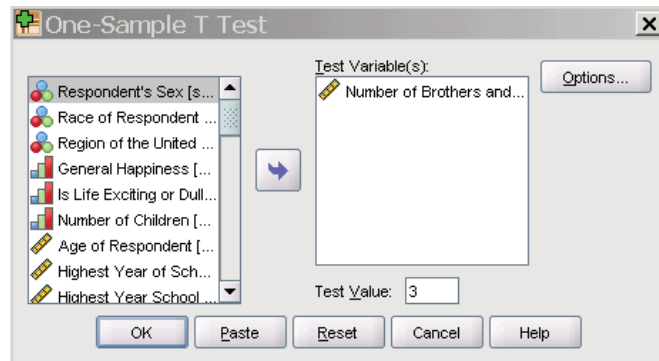 One-Sample T Test
Respondent's Sex [s...
Race of Respondent ...
Region of the United ...
General Happiness [...
Is Life Exciting or Dull...
Number of Children [...
Age of Respondent [...
Highest Year of Sch...
Highest Year School ...
Test Variable(s):
Number of Brothers and...
Options...
Test Value: 3
OK Paste Reset Cancel Help